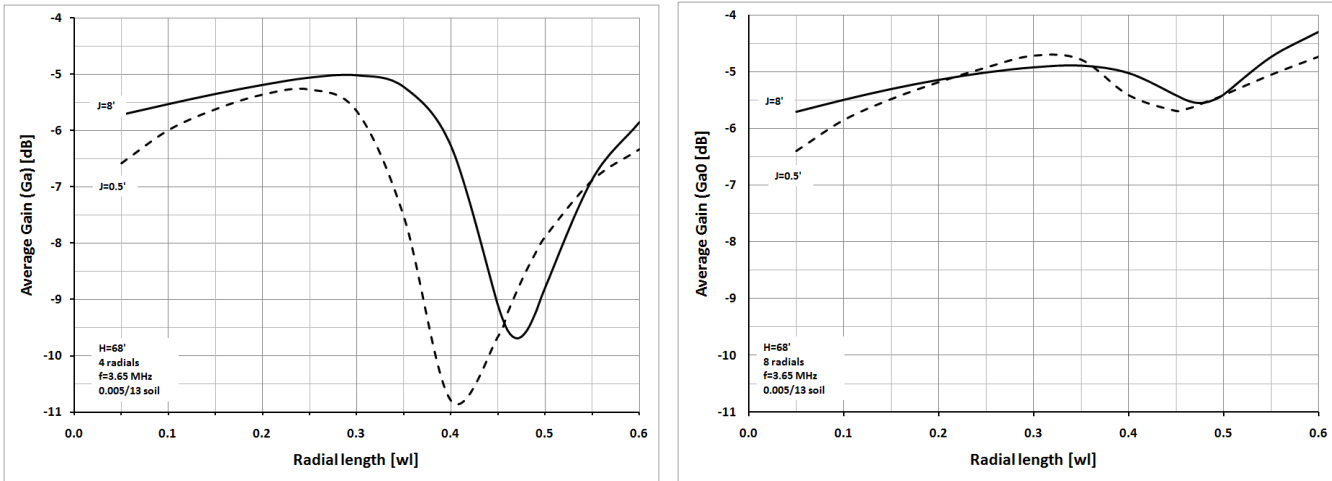 -4
-5
-6
-7
-8
-9
-10
-11
Average Gain (Ga) [dB]
J=8'
J=0.5'
H=68'
4 radials
f=3.65 MHz
0.005/13 soil
0.0 0.1 0.2 0.3 0.4 0.5 0.6
Radial length [wl]
-4
-5
-6
-7
-8
-9
-10
-11
Average Gain (Ga0 [dB]
J=8'
J=0.5'
H=68'
8 radials
f=3.65 MHz
0.005/13 soil
0.0 0.1 0.2 0.3 0.4 0.5 0.6
Radial length [wl]